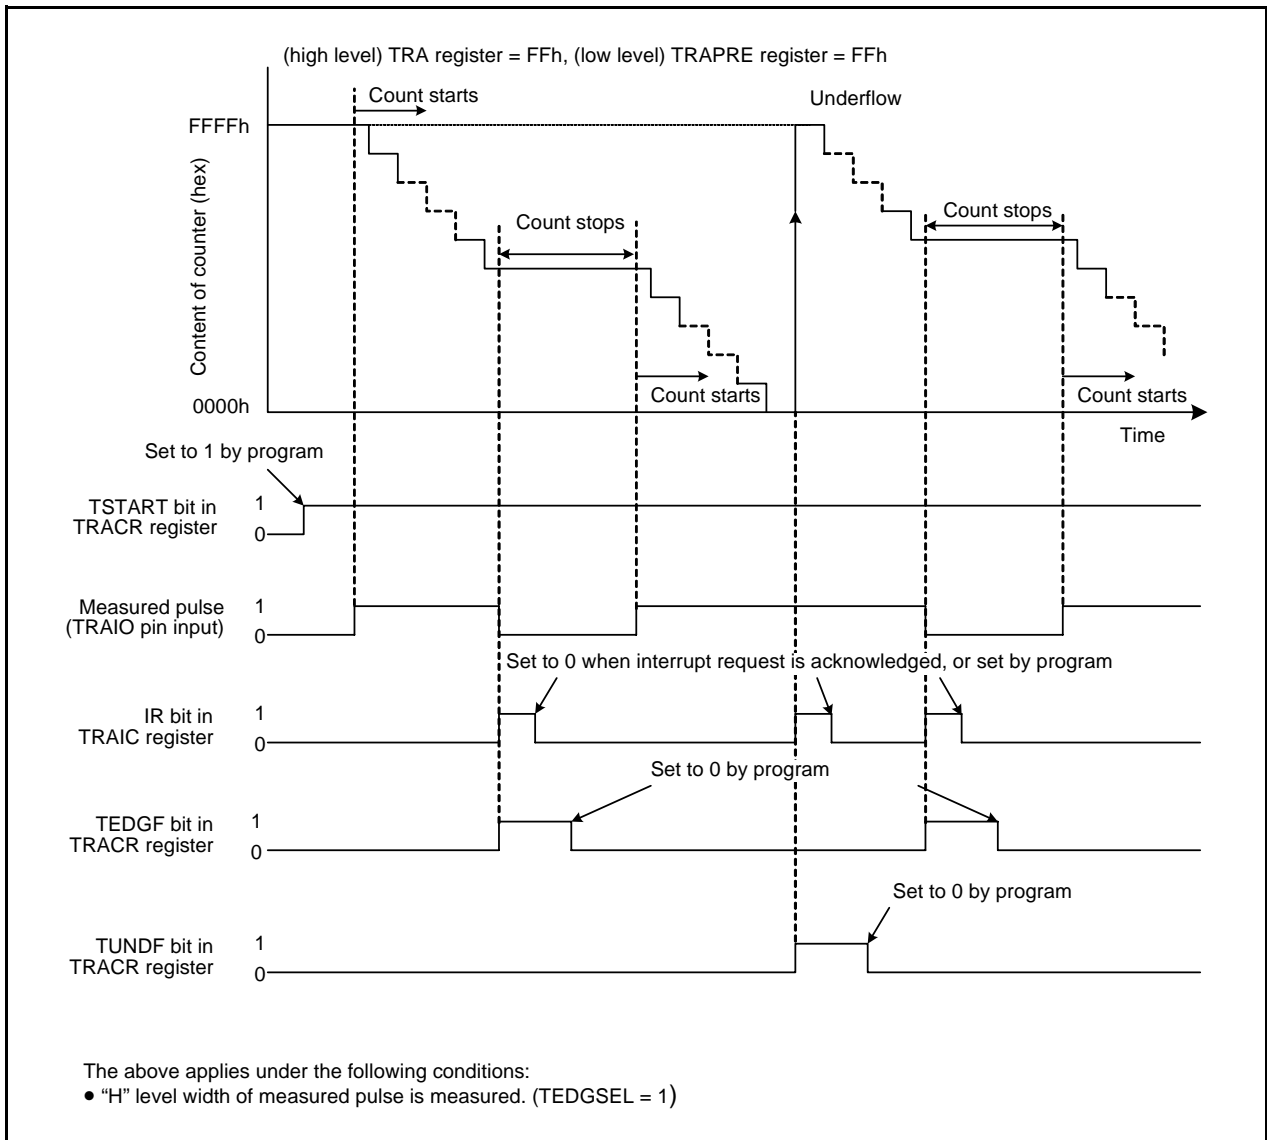 (high level) TRA register = FFh, (low level) TRAPRE register = FFh
Count starts
Underflow
FFFFh
Content of counter (hex)
Count stops
Count stops
Count starts
Count starts
0000h
Time
Set to 1 by program
TSTART bit in
TRACR register
1
0
Measured pulse
(TRAIO pin input)
1
0
Set to 0 when interrupt request is acknowledged, or set by program
IR bit in
TRAIC register
1
0
Set to 0 by program
TEDGF bit in
TRACR register
1
0
Set to 0 by program
TUNDF bit in
TRACR register
1
0
The above applies under the following conditions:
● “H” level width of measured pulse is measured. (TEDGSEL = 1)